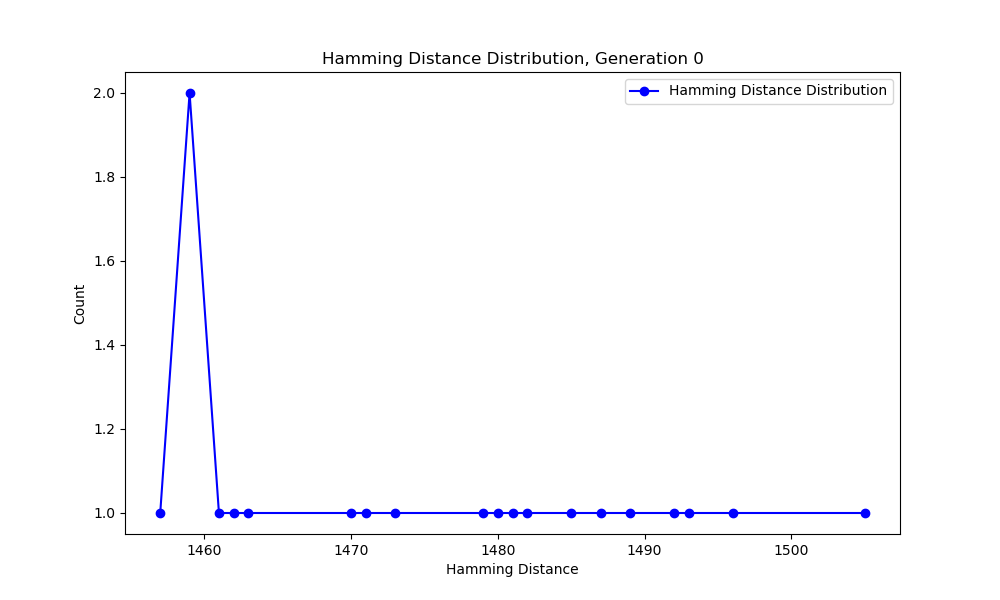 Hamming Distance Distribution, Generation 0
Hamming Distance Distribution
2.0
1.8
1.6
1.4
1.2
1.0
Count
1460 1470 1480 1490 1500
Hamming Distance